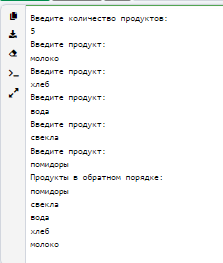 Введите количество продуктов:
5
Введите продукт:
молоко
Введите продукт:
хлеб
Введите продукт:
вода
Введите продукт:
свекла
Введите продукт:
помидоры
Продукты в обратном порядке:
помидоры
свекла
вода
хлеб
молоко